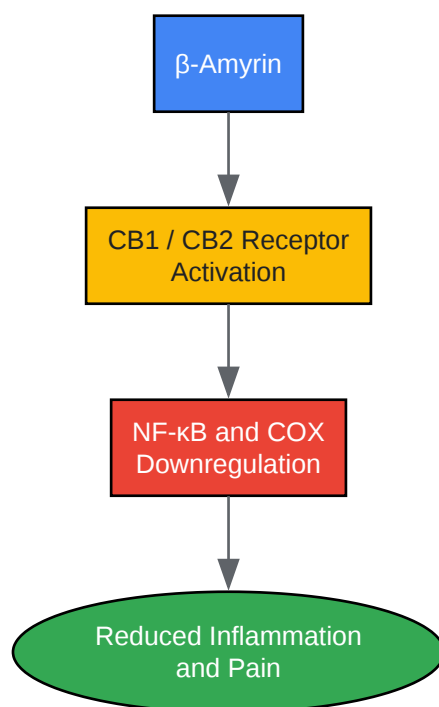 β-Amyrin
CB1 / CB2 Receptor
Activation
NF-κB and COX
Downregulation
Reduced Inflammation
and Pain